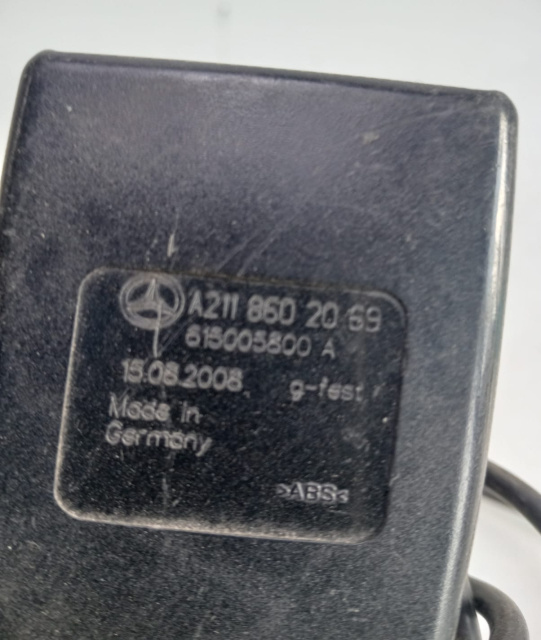 A211 860 20 69
615005800 A
15.08.2008 g-fest
Made in
Germany
>ABS<